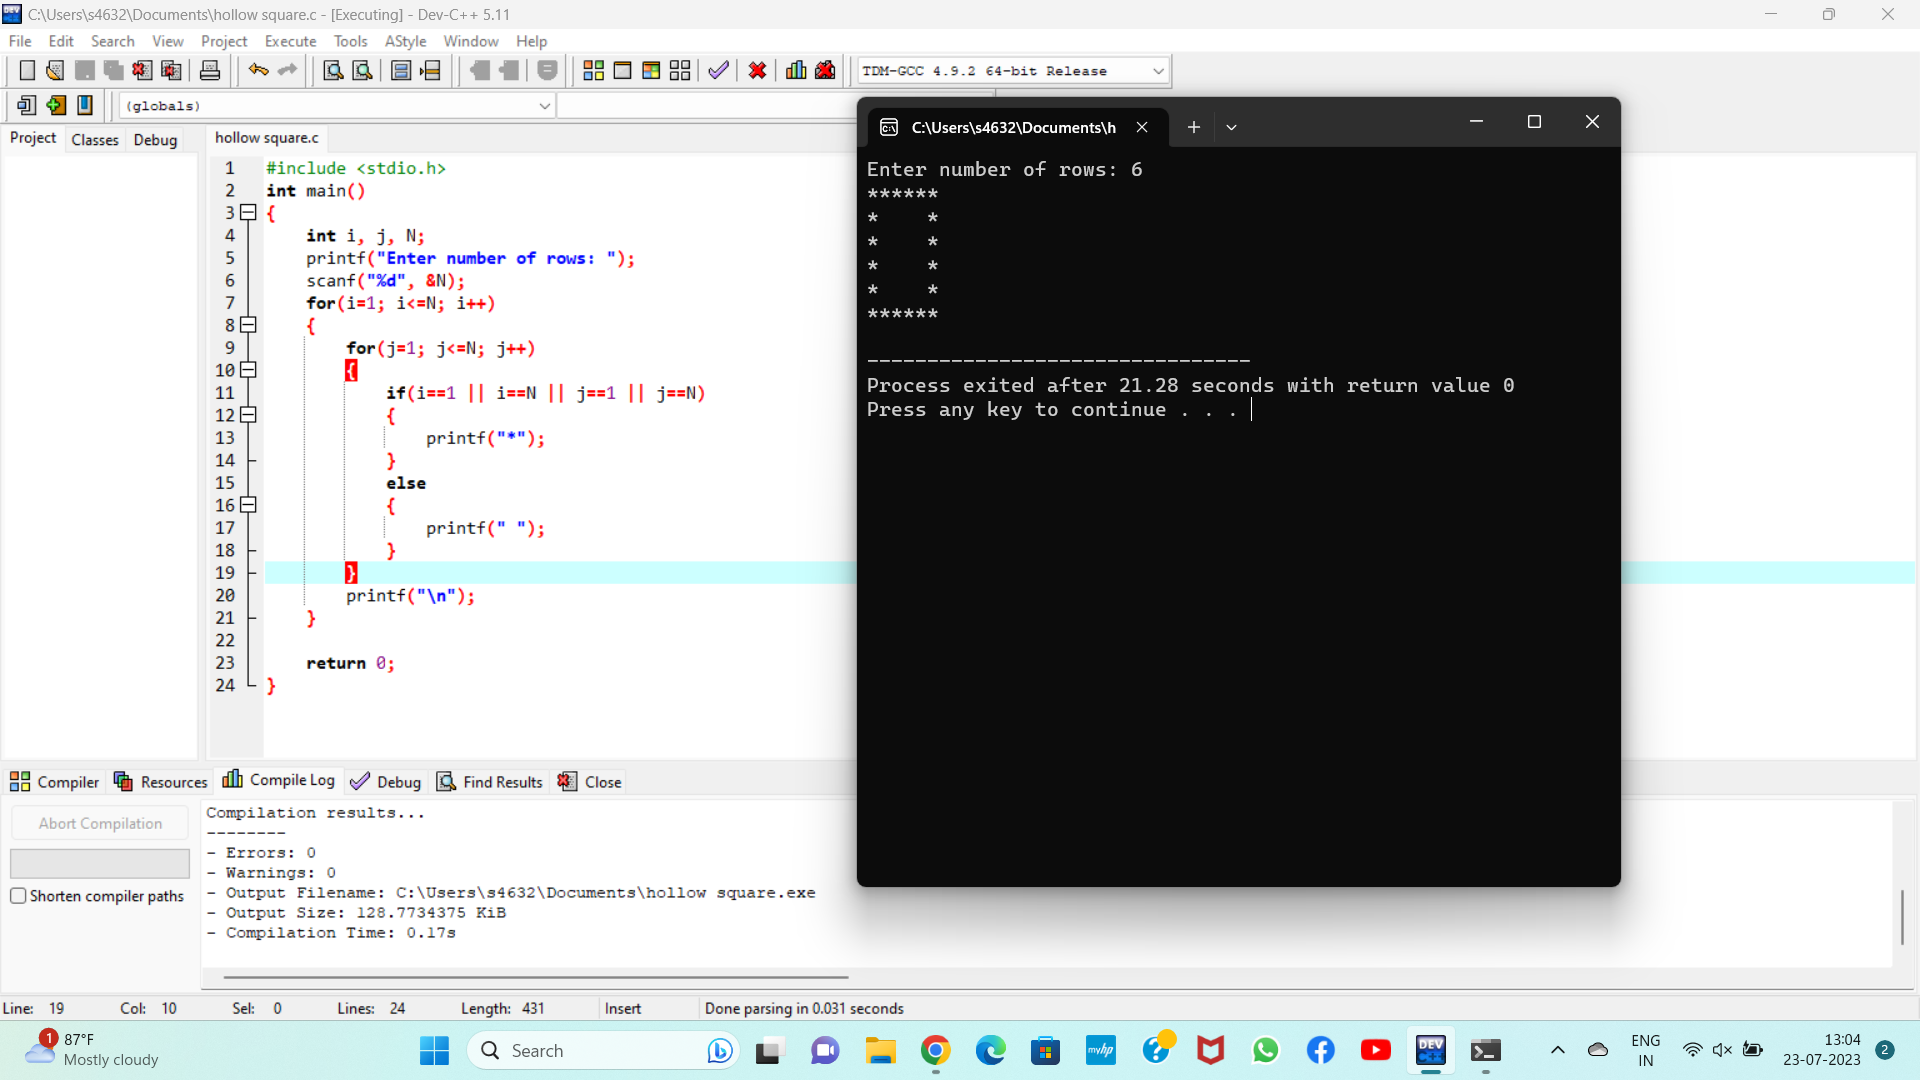 C:\Users\s4632\Documents\hollow square.c - [Executing] - Dev-C++ 5.11
File Edit Search View Project Execute Tools AStyle Window Help
TDM-GCC 4.9.2 64-bit Release
(globals)
Project Classes Debug
hollow square.c
1 #include <stdio.h>
2 int main()
3 {
4 int i, j, N;
5 printf("Enter number of rows: ");
6 scanf("%d", &N);
7 for(i=1; i<=N; i++)
8 {
9 for(j=1; j<=N; j++)
10 {
11 if(i==1 || i==N || j==1 || j==N)
12 {
13 printf("*");
14 }
15 else
16 {
17 printf(" ");
18 }
19 }
20 printf("\n");
21 }
22
23 return 0;
24 }
C:\Users\s4632\Documents\h
Enter number of rows: 6
******
*    *
*    *
*    *
*    *
******
--------------------------------
Process exited after 21.28 seconds with return value 0
Press any key to continue . . .
Compiler Resources Compile Log Debug Find Results Close
Abort Compilation
Shorten compiler paths
Compilation results...
--------
- Errors: 0
- Warnings: 0
- Output Filename: C:\Users\s4632\Documents\hollow square.exe
- Output Size: 128.7734375 KiB
- Compilation Time: 0.17s
Line: 19 Col: 10 Sel: 0 Lines: 24 Length: 431 Insert Done parsing in 0.031 seconds
1
87°F
Mostly cloudy
Search
myhp
DEV C++
ENG
IN
13:04
23-07-2023
2